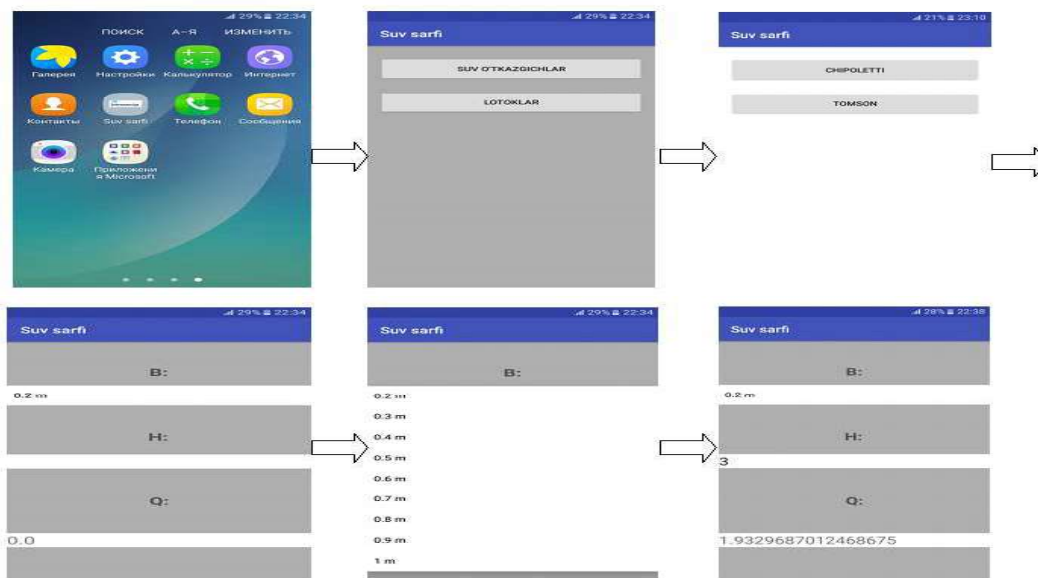 29% 22:34
ПОИСК А-Я ИЗМЕНИТЬ
Галерея Настройки Калькулятор Интернет
Контакты Suv sarfi Телефон Сообщения
Камера Приложени
я Microsoft
29% 22:34
Suv sarfi
SUV O'TKAZGICHLAR
LOTOKLAR
21% 23:10
Suv sarfi
CHIPOLETTI
TOMSON
29% 22:34
Suv sarfi
B:
0.2 m
H:
Q:
0.0
29% 22:34
Suv sarfi
B:
0.2 m
0.3 m
0.4 m
0.5 m
0.6 m
0.7 m
0.8 m
0.9 m
1 m
28% 22:38
Suv sarfi
B:
0.2 m
H:
3
Q:
1.9329687012468675